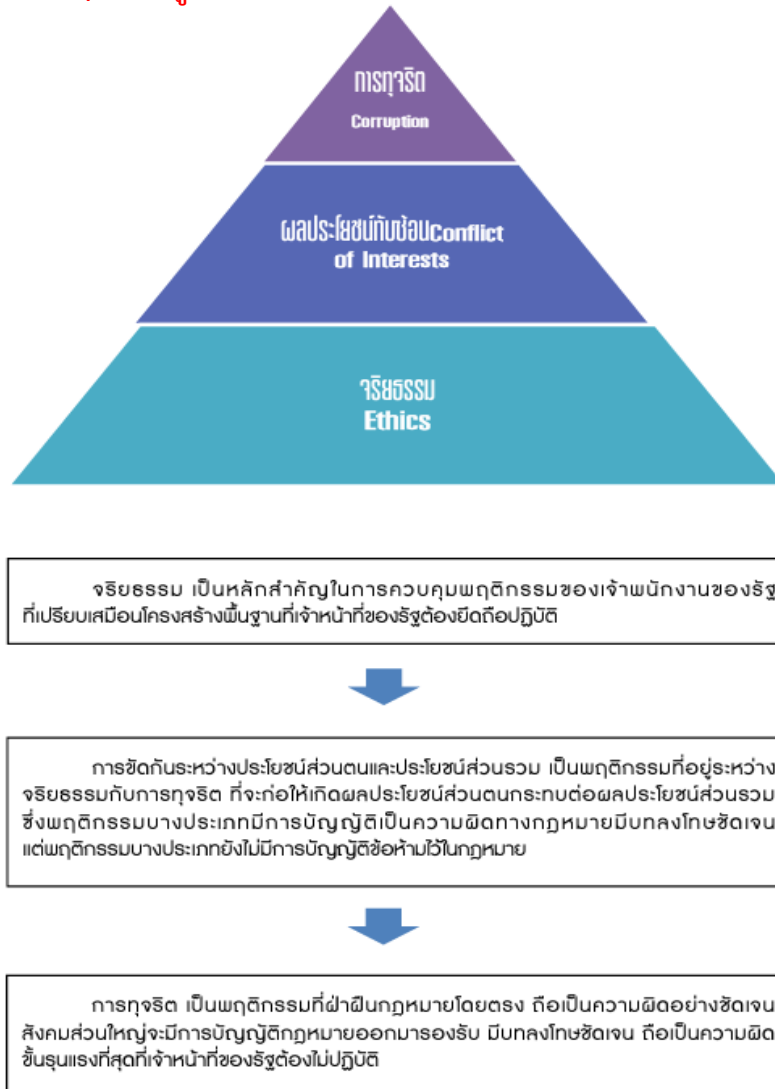 การทุจริต
Corruption
ผลประโยชน์ทับซ้อนConflict
of Interests
จริยธรรม
Ethics
จริยธรรม เป็นหลักสำคัญในการควบคุมพฤติกรรมของเจ้าพนักงานของรัฐ
ที่เปรียบเสมือนโครงสร้างพื้นฐานที่เจ้าหน้าที่ของรัฐต้องยึดถือปฏิบัติ
การขัดกันระหว่างประโยชน์ส่วนตนและประโยชน์ส่วนรวม เป็นพฤติกรรมที่อยู่ระหว่าง
จริยธรรมกับการทุจริต ที่จะก่อให้เกิดผลประโยชน์ส่วนตนกระทบต่อผลประโยชน์ส่วนรวม
ซึ่งพฤติกรรมบางประเภทมีการบัญญัติเป็นความผิดทางกฎหมายมีบทลงโทษชัดเจน
แต่พฤติกรรมบางประเภทยังไม่มีการบัญญัติข้อห้ามไว้ในกฎหมาย
การทุจริต เป็นพฤติกรรมที่ฝ่าฝืนกฎหมายโดยตรง ถือเป็นความผิดอย่างชัดเจน
สังคมส่วนใหญ่จะมีการบัญญัติกฎหมายออกมารองรับ มีบทลงโทษชัดเจน ถือเป็นความผิด
ขั้นรุนแรงที่สุดที่เจ้าหน้าที่ของรัฐต้องไม่ปฏิบัติ